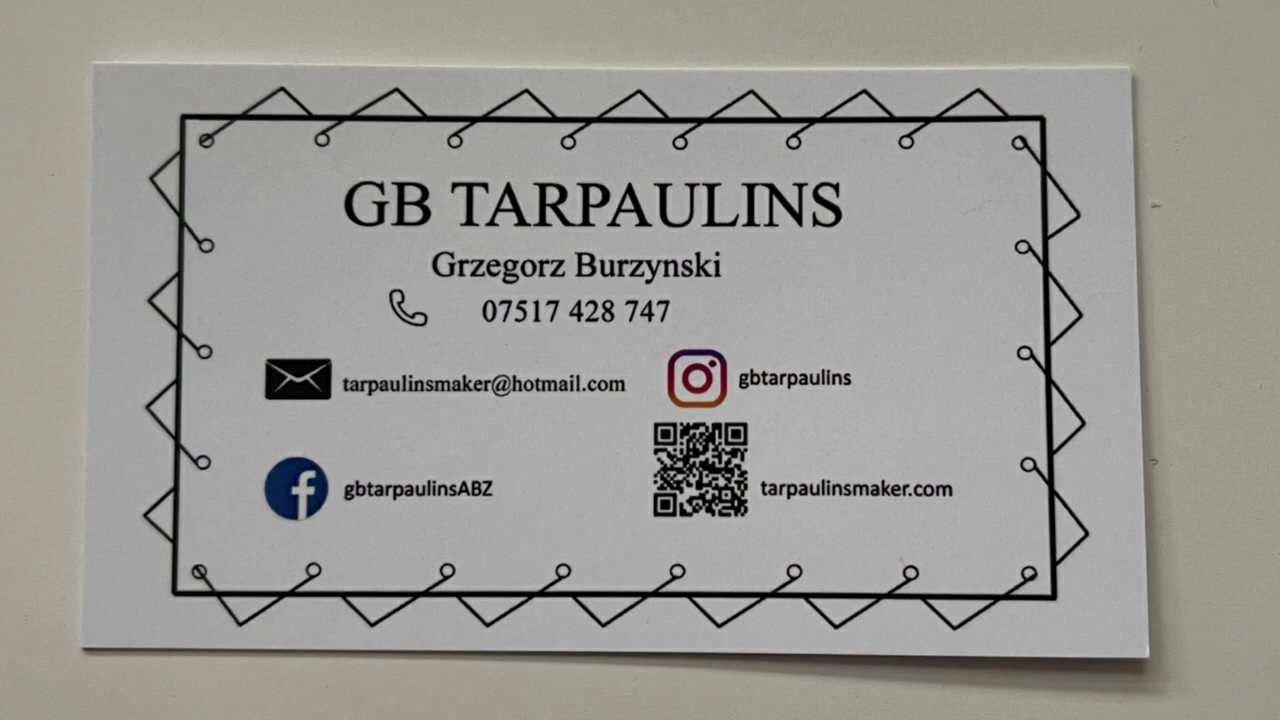 GB TARPAULINS
Grzegorz Burzynski
07517 428 747
tarpaulinsmaker@hotmail.com
gbtarpaulins
gbtarpaulinsABZ
tarpaulinsmaker.com